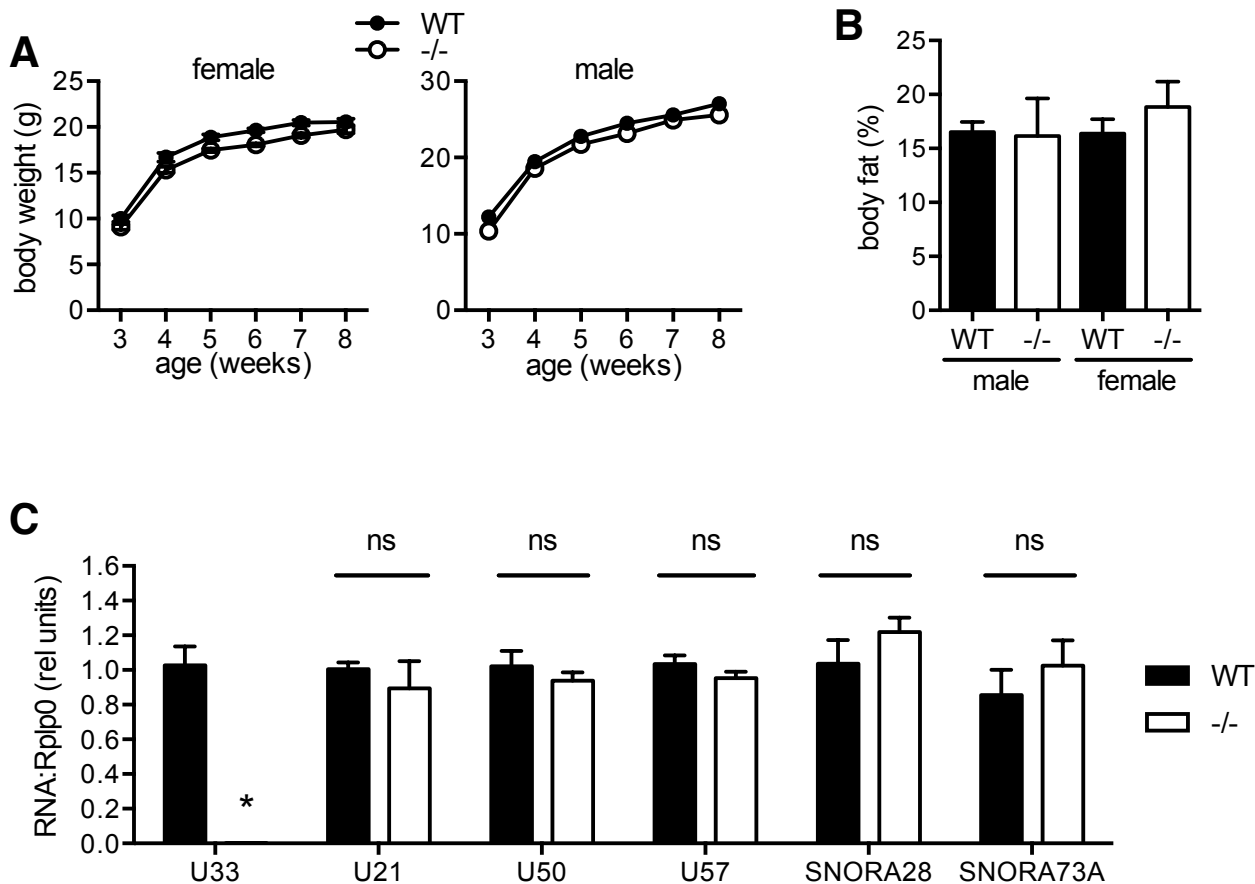 WT
-/-
A
female
male
body weight (g)
25
20
15
10
5
0
3 4 5 6 7 8
age (weeks)
30
20
10
0
3 4 5 6 7 8
age (weeks)
B
body fat (%)
25
20
15
10
5
0
WT -/- WT -/-
male female
C
ns ns ns ns ns
RNA:Rplp0 (rel units)
1.6
1.4
1.2
1.0
0.8
0.6
0.4
0.2
0.0
*
U33 U21 U50 U57 SNORA28 SNORA73A
WT
-/-